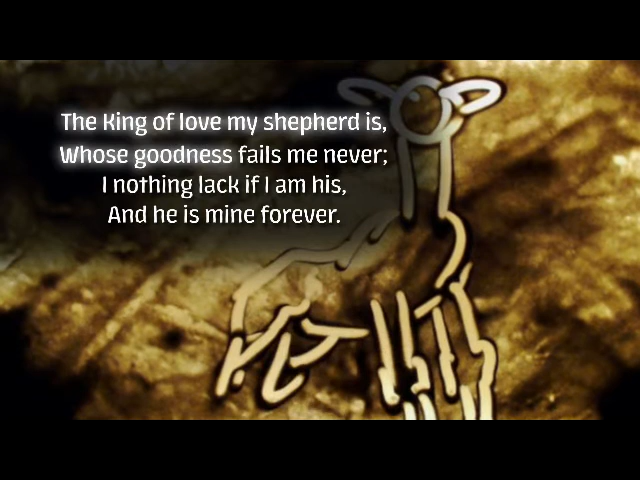 The King of love my shepherd is,
Whose goodness fails me never;
I nothing lack if I am his,
And he is mine forever.